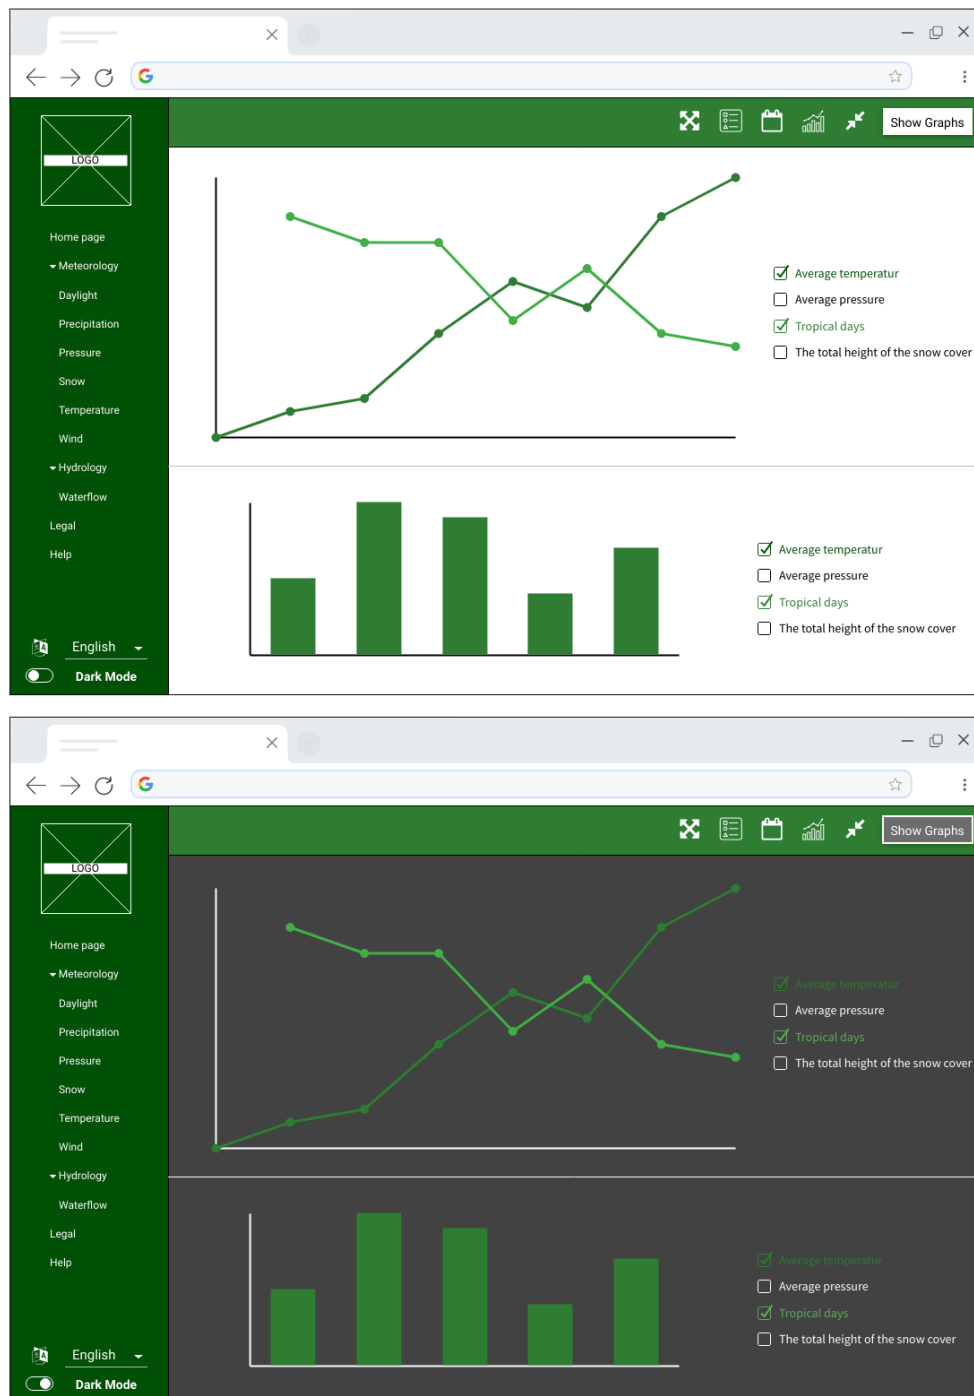 Show Graphs
LOGO
Home page
Meteorology
Daylight
Precipitation
Pressure
Snow
Temperature
Wind
Hydrology
Waterflow
Legal
Help
English
Dark Mode
Average temperatur
Average pressure
Tropical days
The total height of the snow cover
Average temperatur
Average pressure
Tropical days
The total height of the snow cover
Show Graphs
LOGO
Home page
Meteorology
Daylight
Precipitation
Pressure
Snow
Temperature
Wind
Hydrology
Waterflow
Legal
Help
English
Dark Mode
Average temperatur
Average pressure
Tropical days
The total height of the snow cover
Average temperatur
Average pressure
Tropical days
The total height of the snow cover